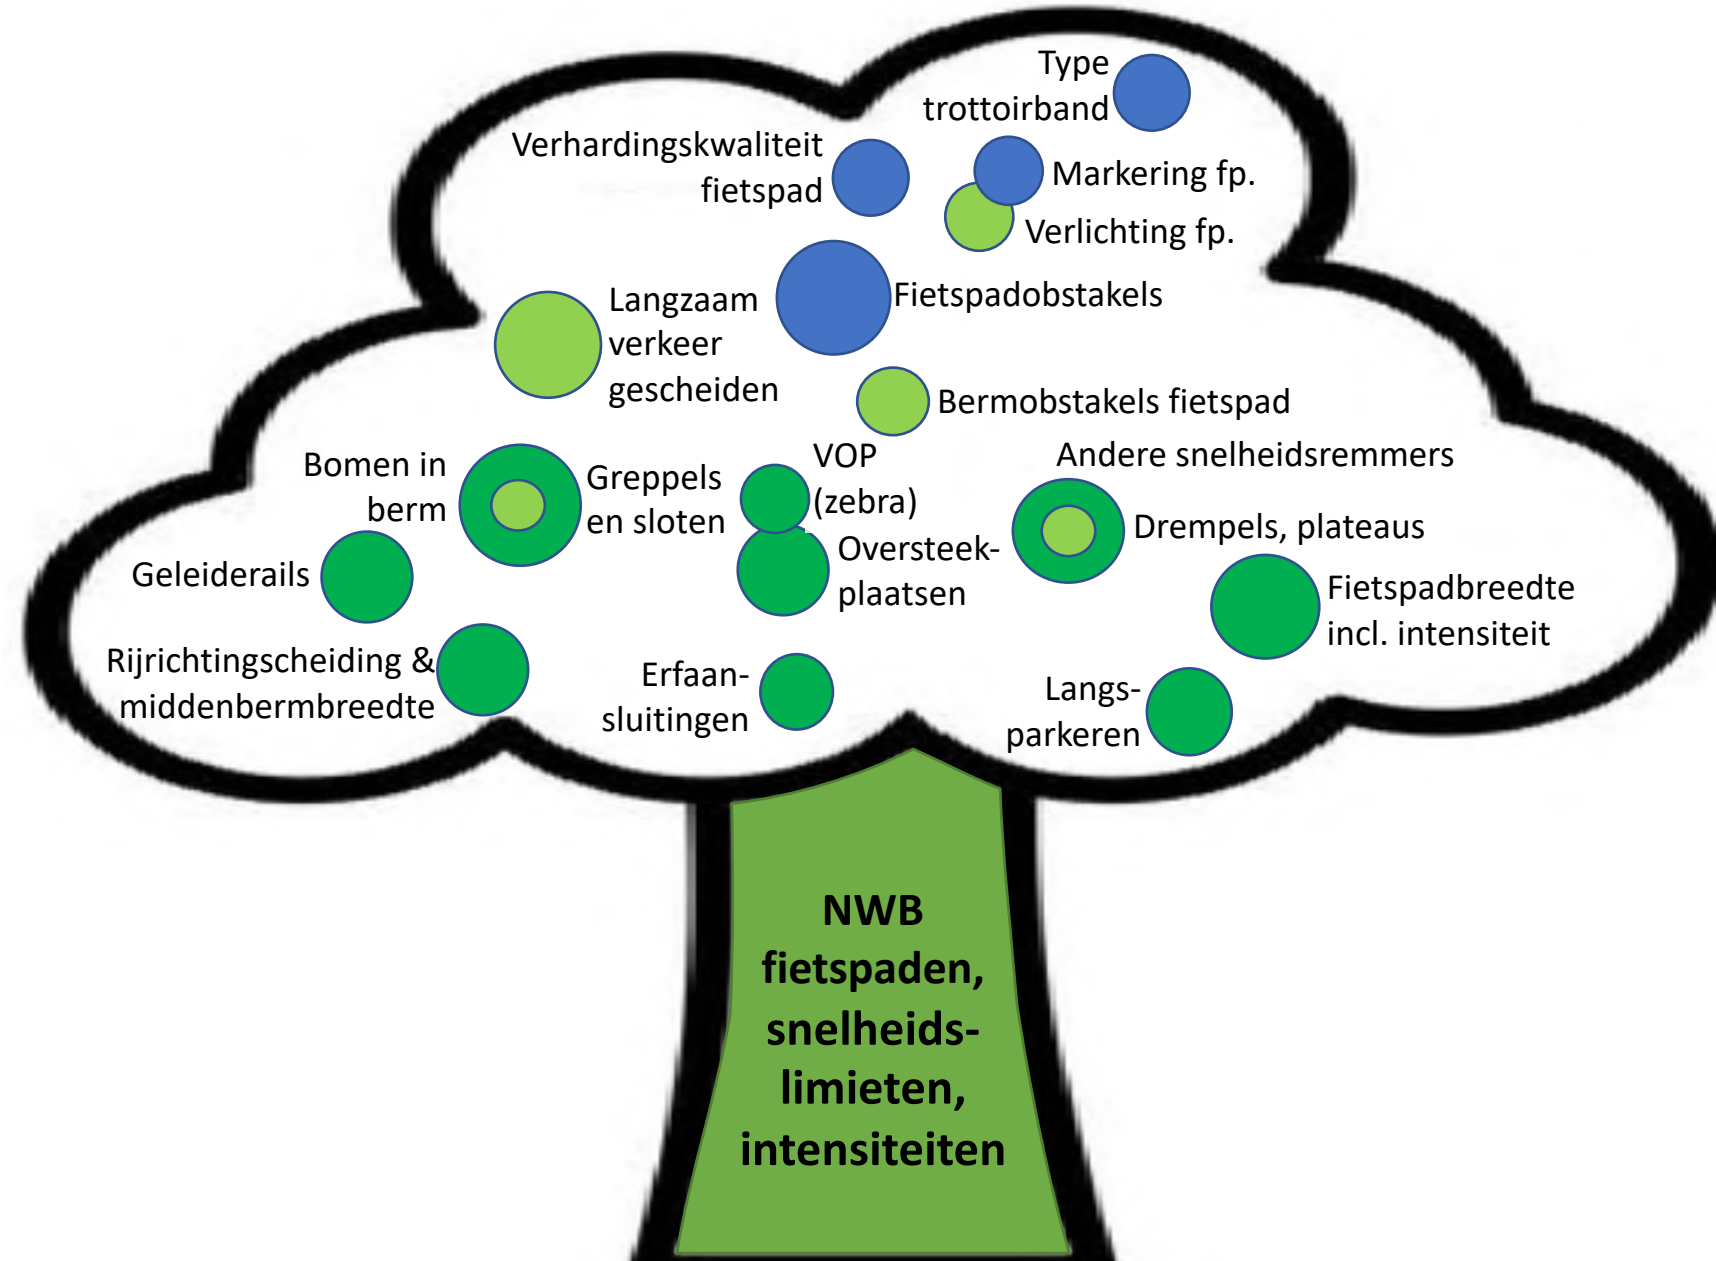 Type
trottoirband
Verhardingskwaliteit
fietspad
Markering fp.
Verlichting fp.
Fietspadobstakels
Langzaam
verkeer
gescheiden
Bermobstakels fietspad
Bomen in
berm
Greppels
en sloten
VOP
(zebra)
Oversteek-
plaatsen
Andere snelheidsremmers
Drempels, plateaus
Geleiderails
Fietspadbreedte
incl. intensiteit
Rijrichtingscheiding &
middenbermbreedte
Erfaan-
sluitingen
Langs-
parkeren
NWB
fietspaden,
snelheids-
limieten,
intensiteiten